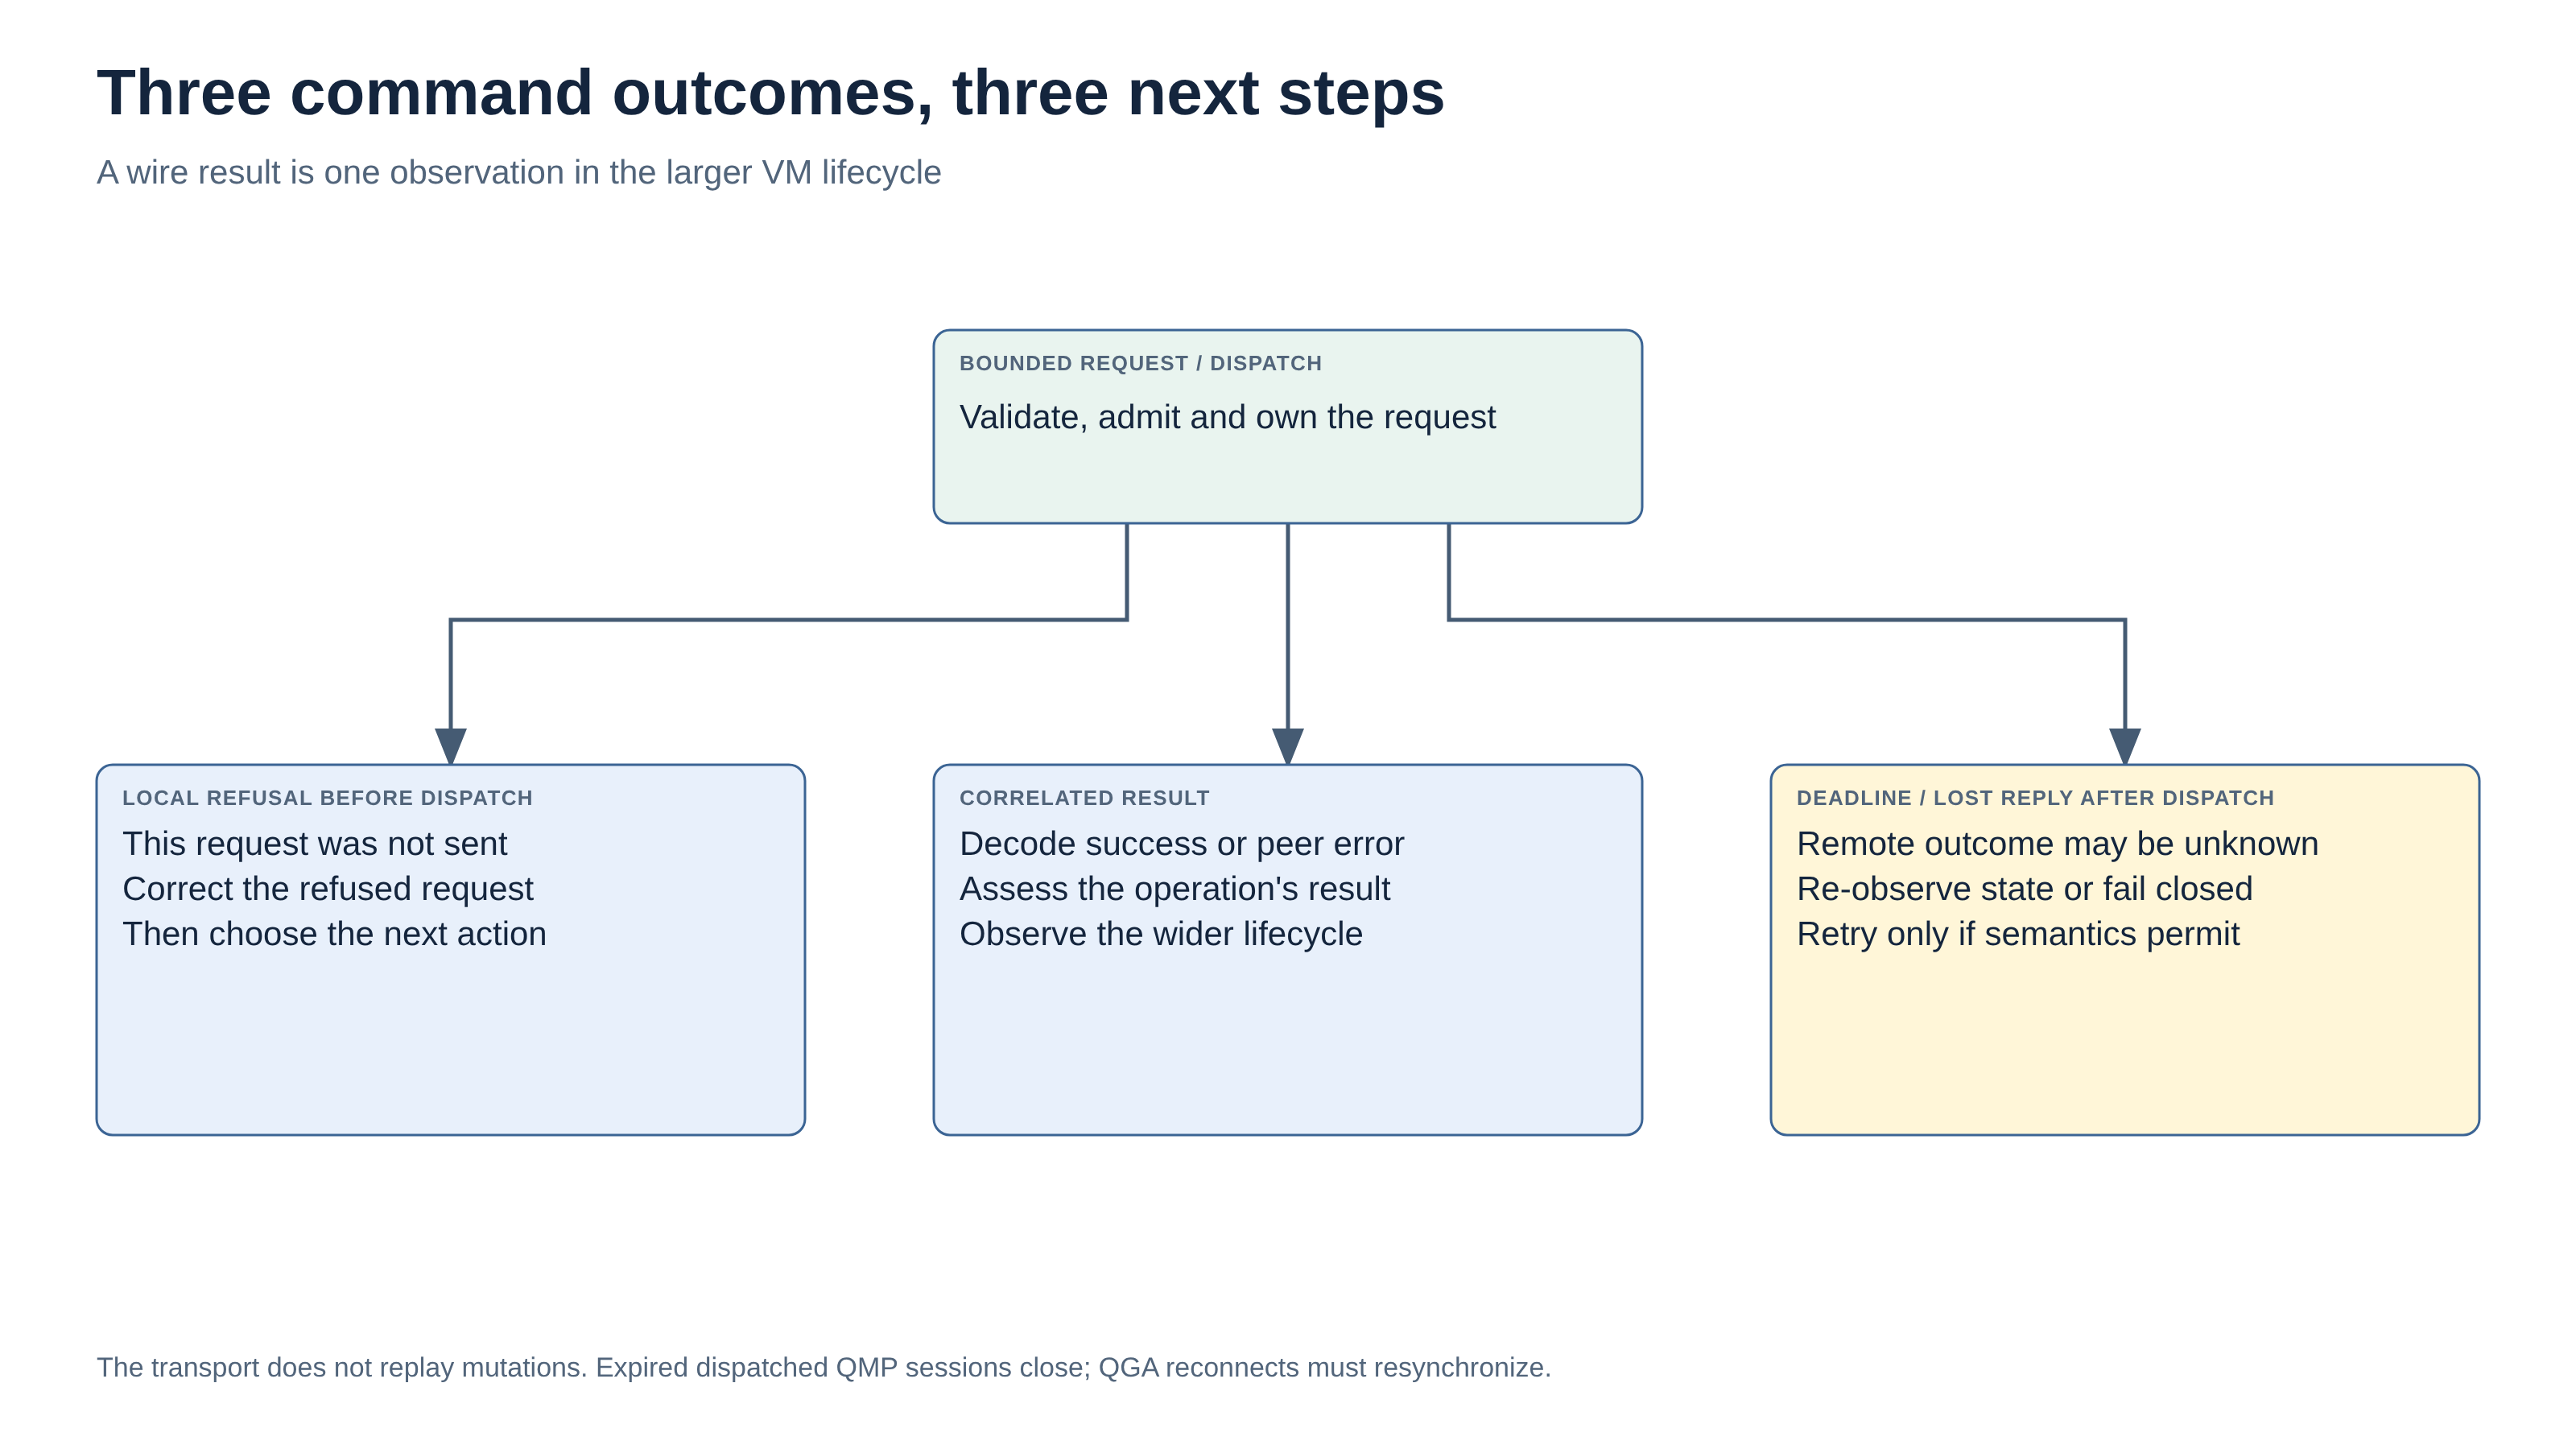 Three command outcomes, three next steps
A wire result is one observation in the larger VM lifecycle
BOUNDED REQUEST / DISPATCH
Validate, admit and own the request
LOCAL REFUSAL BEFORE DISPATCH
This request was not sent
Correct the refused request
Then choose the next action
CORRELATED RESULT
Decode success or peer error
Assess the operation's result
Observe the wider lifecycle
DEADLINE / LOST REPLY AFTER DISPATCH
Remote outcome may be unknown
Re-observe state or fail closed
Retry only if semantics permit
The transport does not replay mutations. Expired dispatched QMP sessions close; QGA reconnects must resynchronize.